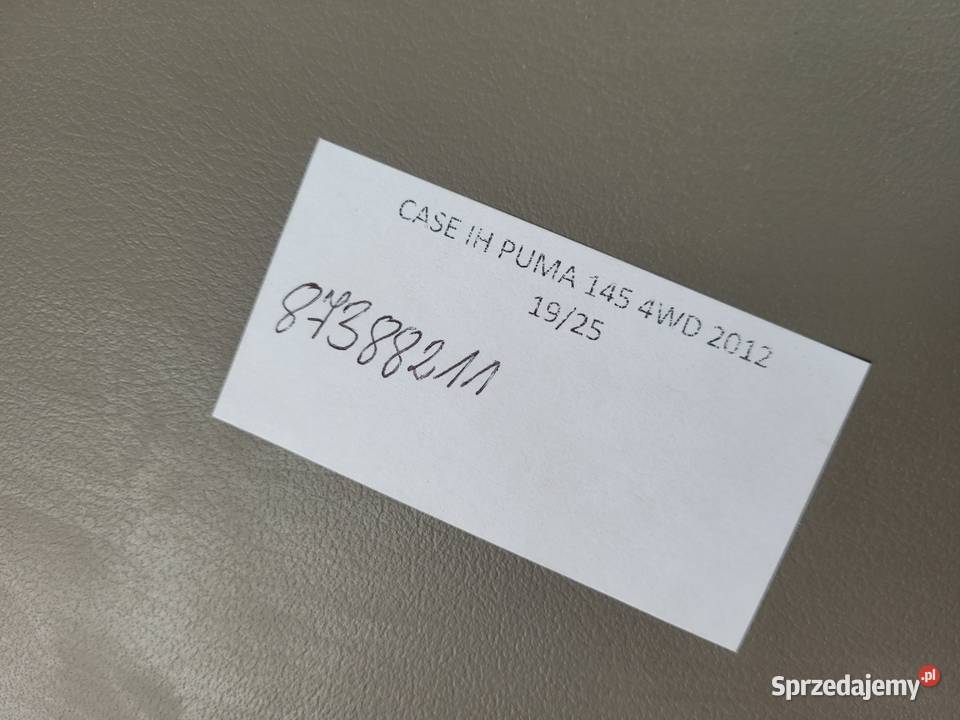 CASE IH PUMA 145 4WD 2012
19/25
87388211
Sprzedajemy.pl